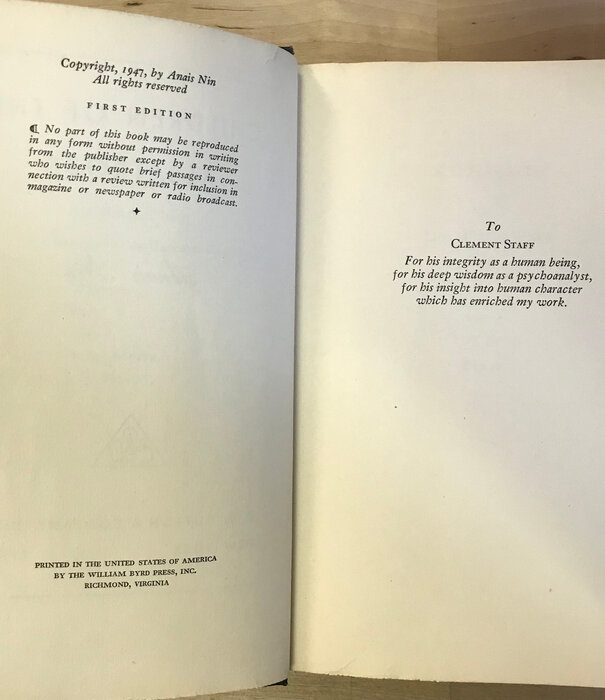 Copyright, 1947, by Anais Nin
All rights reserved
FIRST EDITION
¶ No part of this book may be reproduced
in any form without permission in writing
from the publisher except by a reviewer
who wishes to quote brief passages in con-
nection with a review written for inclusion in
magazine or newspaper or radio broadcast.
PRINTED IN THE UNITED STATES OF AMERICA
BY THE WILLIAM BYRD PRESS, INC.
RICHMOND, VIRGINIA
To
CLEMENT STAFF
For his integrity as a human being,
for his deep wisdom as a psychoanalyst,
for his insight into human character
which has enriched my work.